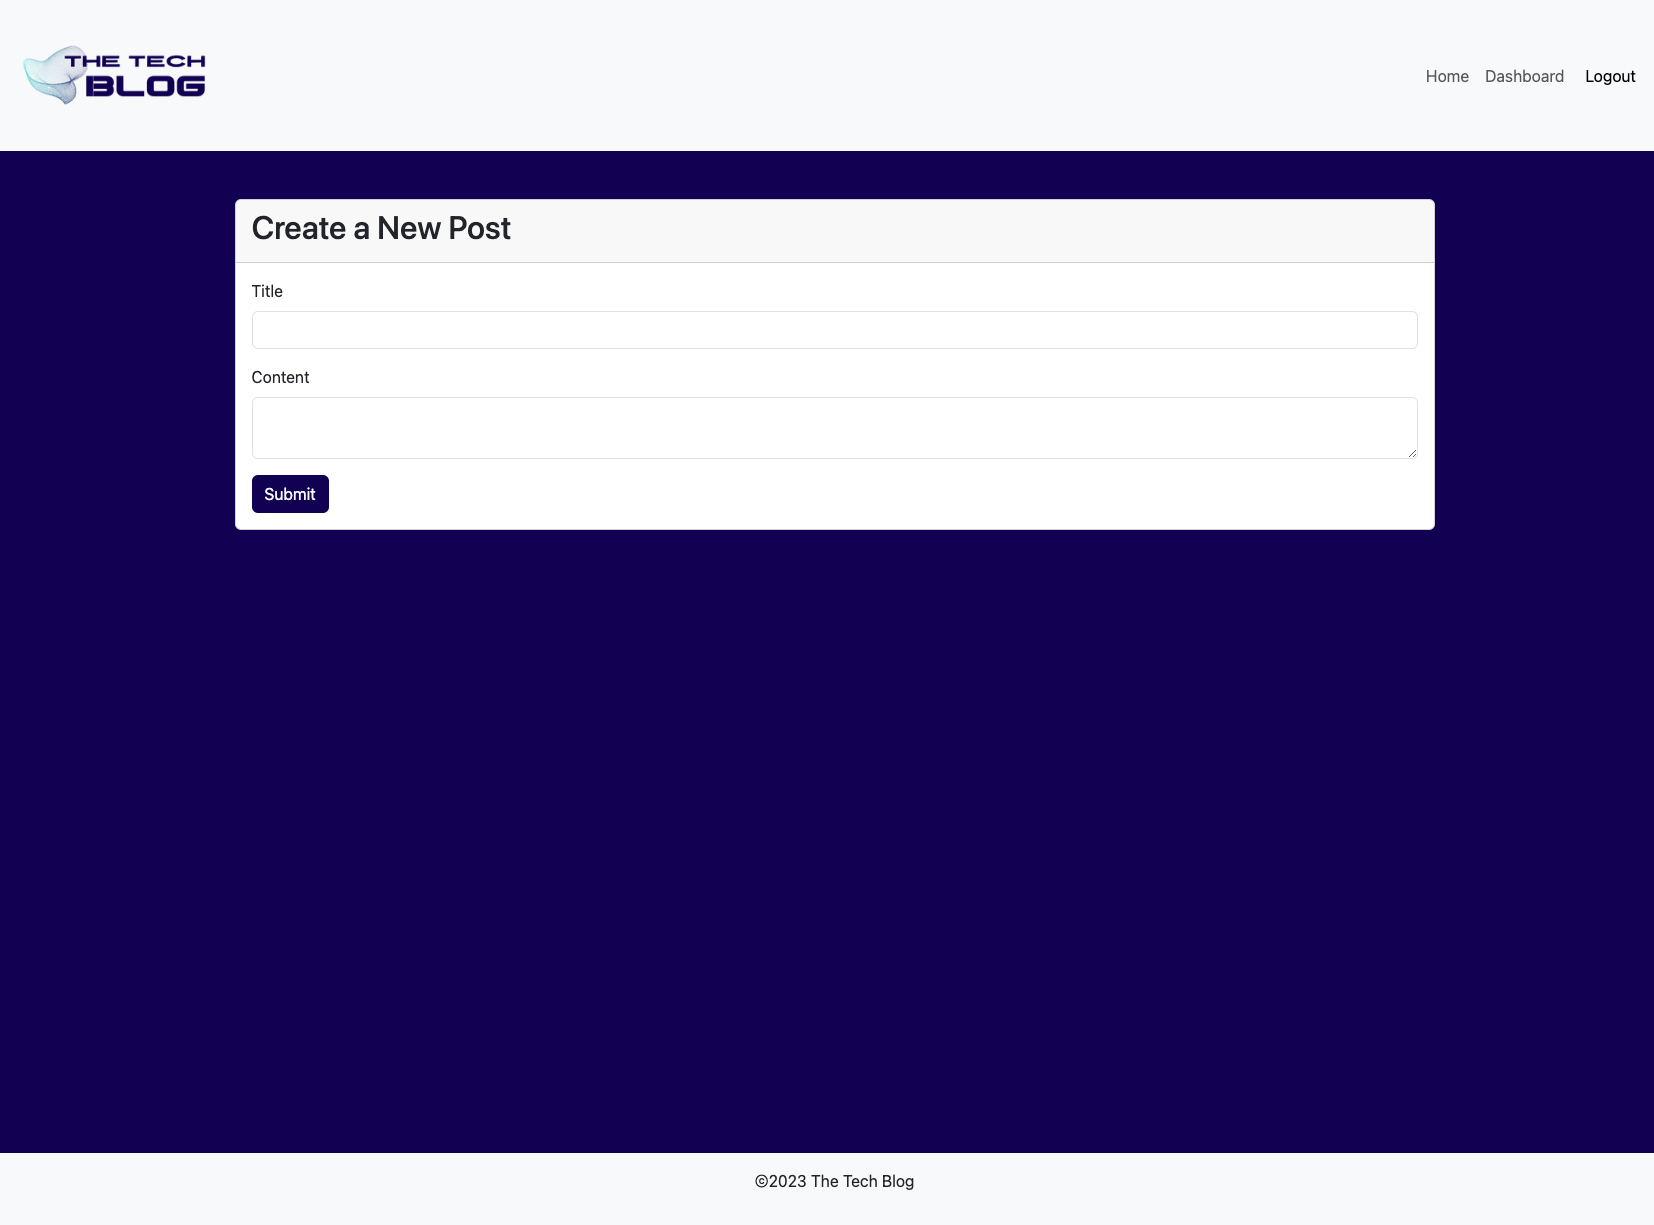 THE TECH
BLOG
Home Dashboard Logout
Create a New Post
Title
Content
Submit
©2023 The Tech Blog